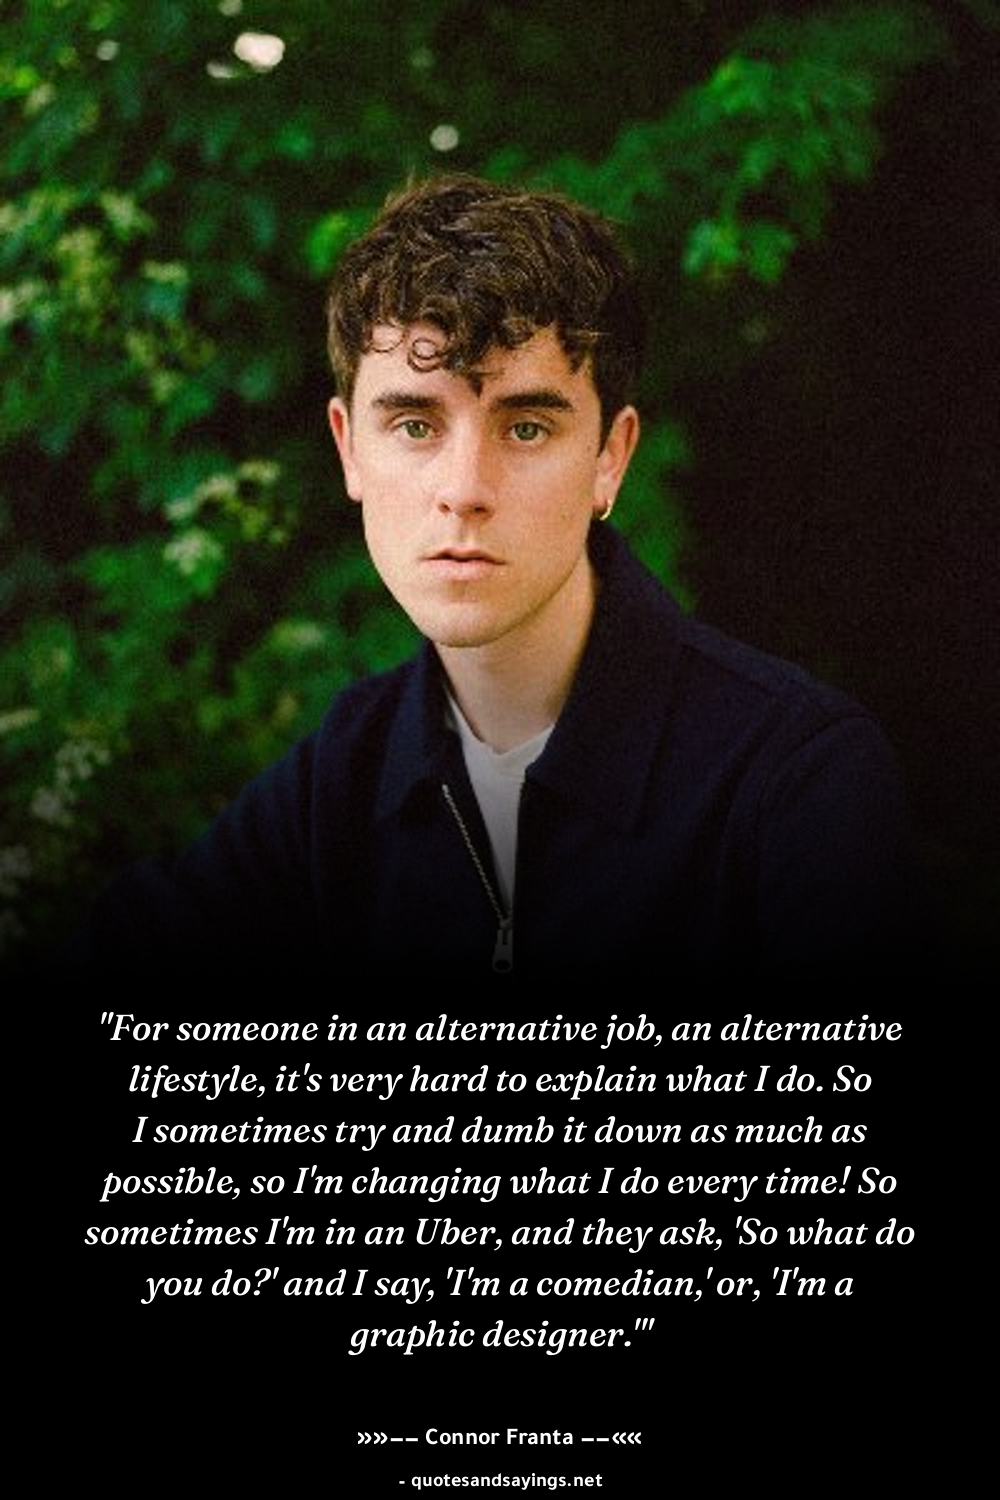 "For someone in an alternative job, an alternative
lifestyle, it's very hard to explain what I do. So
I sometimes try and dumb it down as much as
possible, so I'm changing what I do every time! So
sometimes I'm in an Uber, and they ask, 'So what do
you do?' and I say, 'I'm a comedian,' or, 'I'm a
graphic designer.'"
»»−− Connor Franta −−««
- quotesandsayings.net